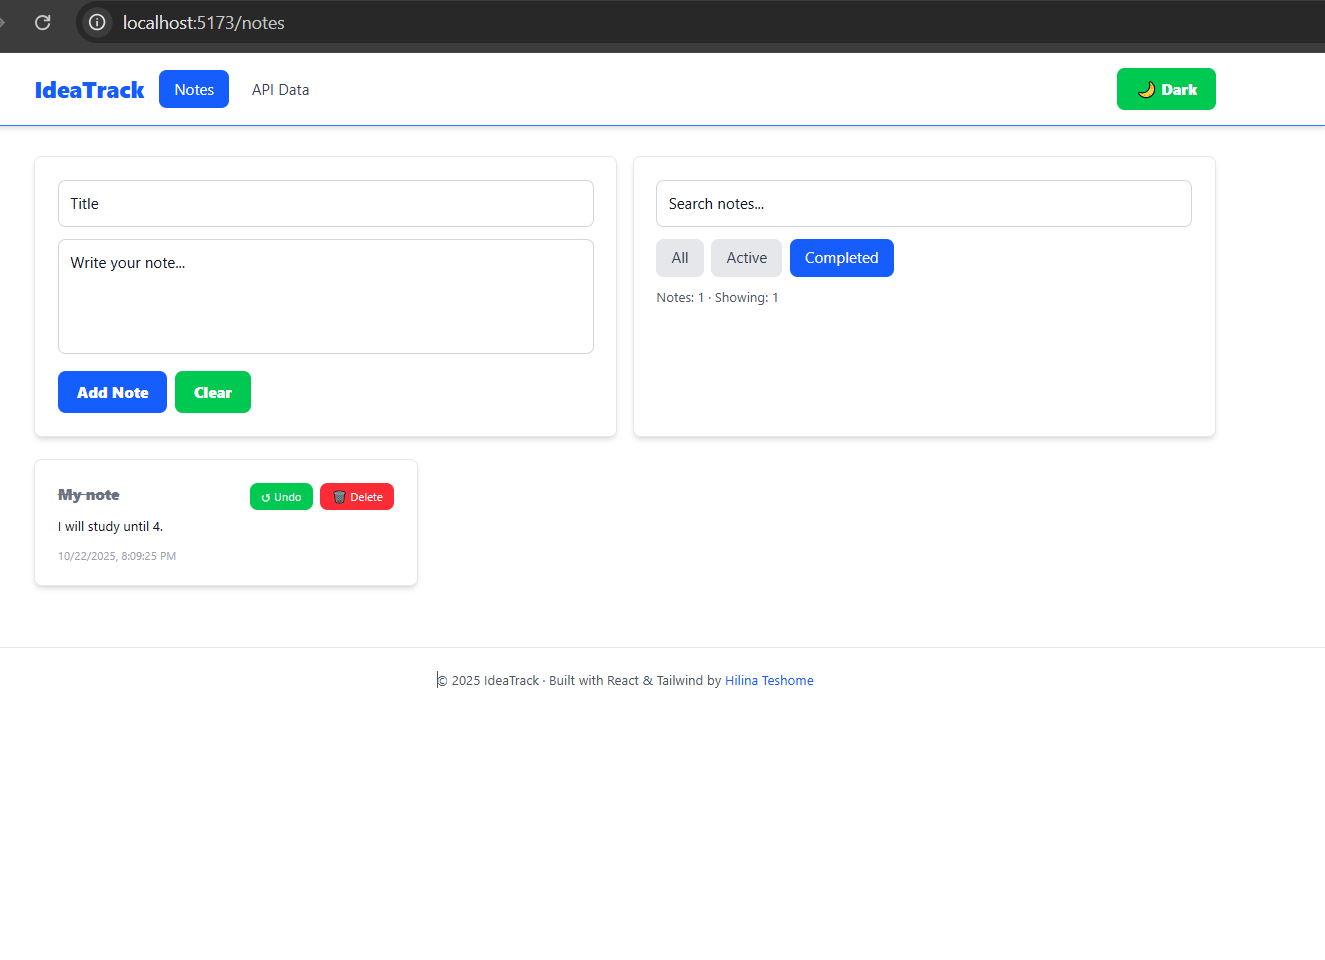 localhost:5173/notes
IdeaTrack Notes API Data 🌙 Dark
Title
Write your note...
Add Note Clear
Search notes...
All Active Completed
Notes: 1 · Showing: 1
My note ↺ Undo 🗑️ Delete
I will study until 4.
10/22/2025, 8:09:25 PM
© 2025 IdeaTrack · Built with React & Tailwind by Hilina Teshome